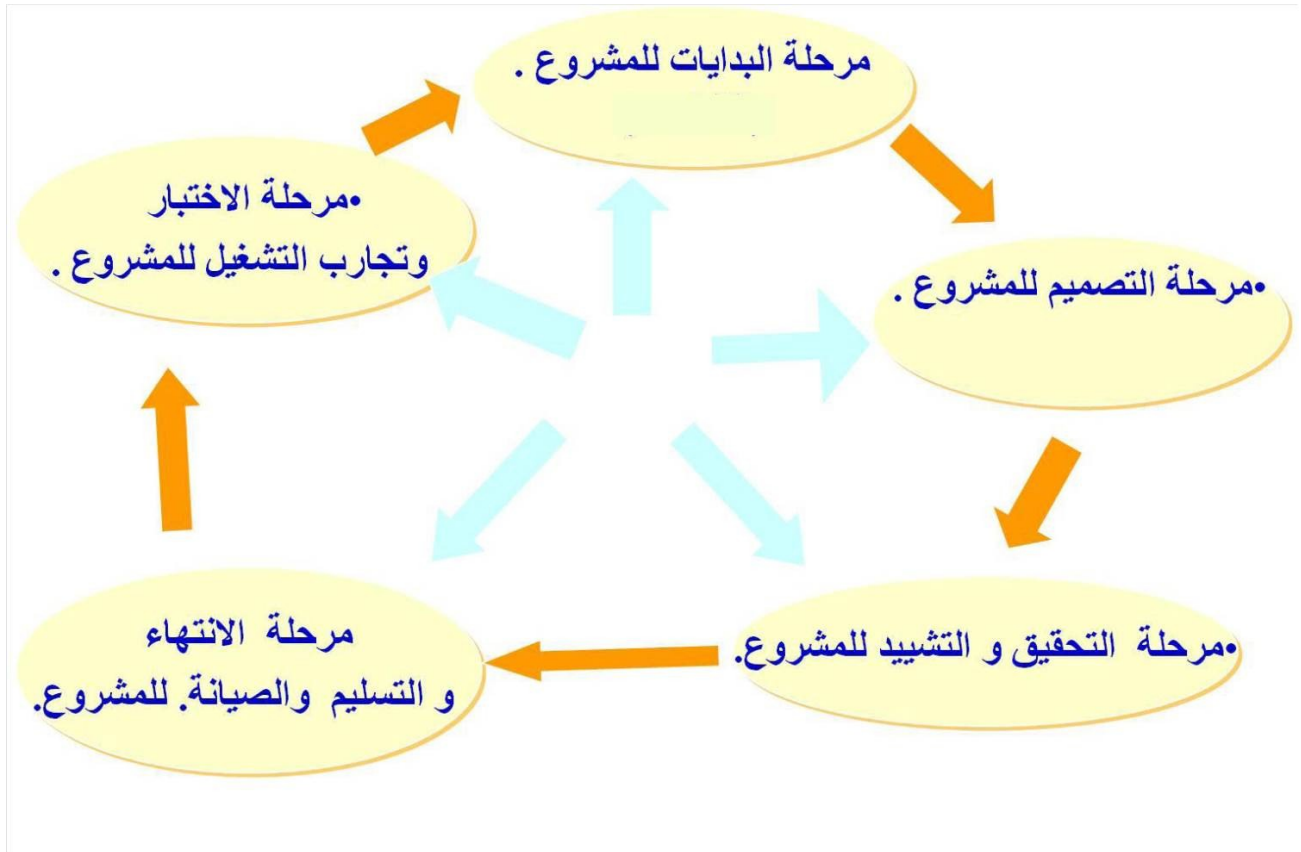 مرحلة البدايات للمشروع .
•مرحلة التصميم للمشروع .
•مرحلة التحقيق و التشييد للمشروع.
مرحلة الانتهاء
و التسليم والصيانة. للمشروع.
•مرحلة الاختبار
وتجارب التشغيل للمشروع .